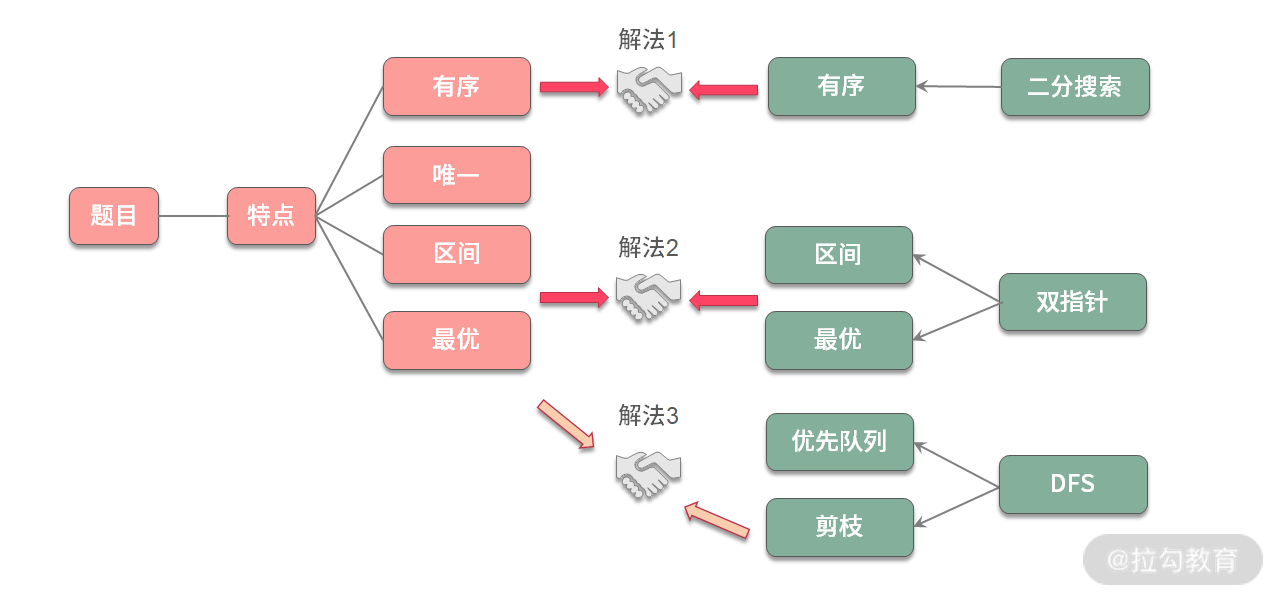 解法1
有序
有序
二分搜索
唯一
题目
特点
解法2
区间
区间
双指针
最优
最优
解法3
优先队列
DFS
剪枝
@拉勾教育